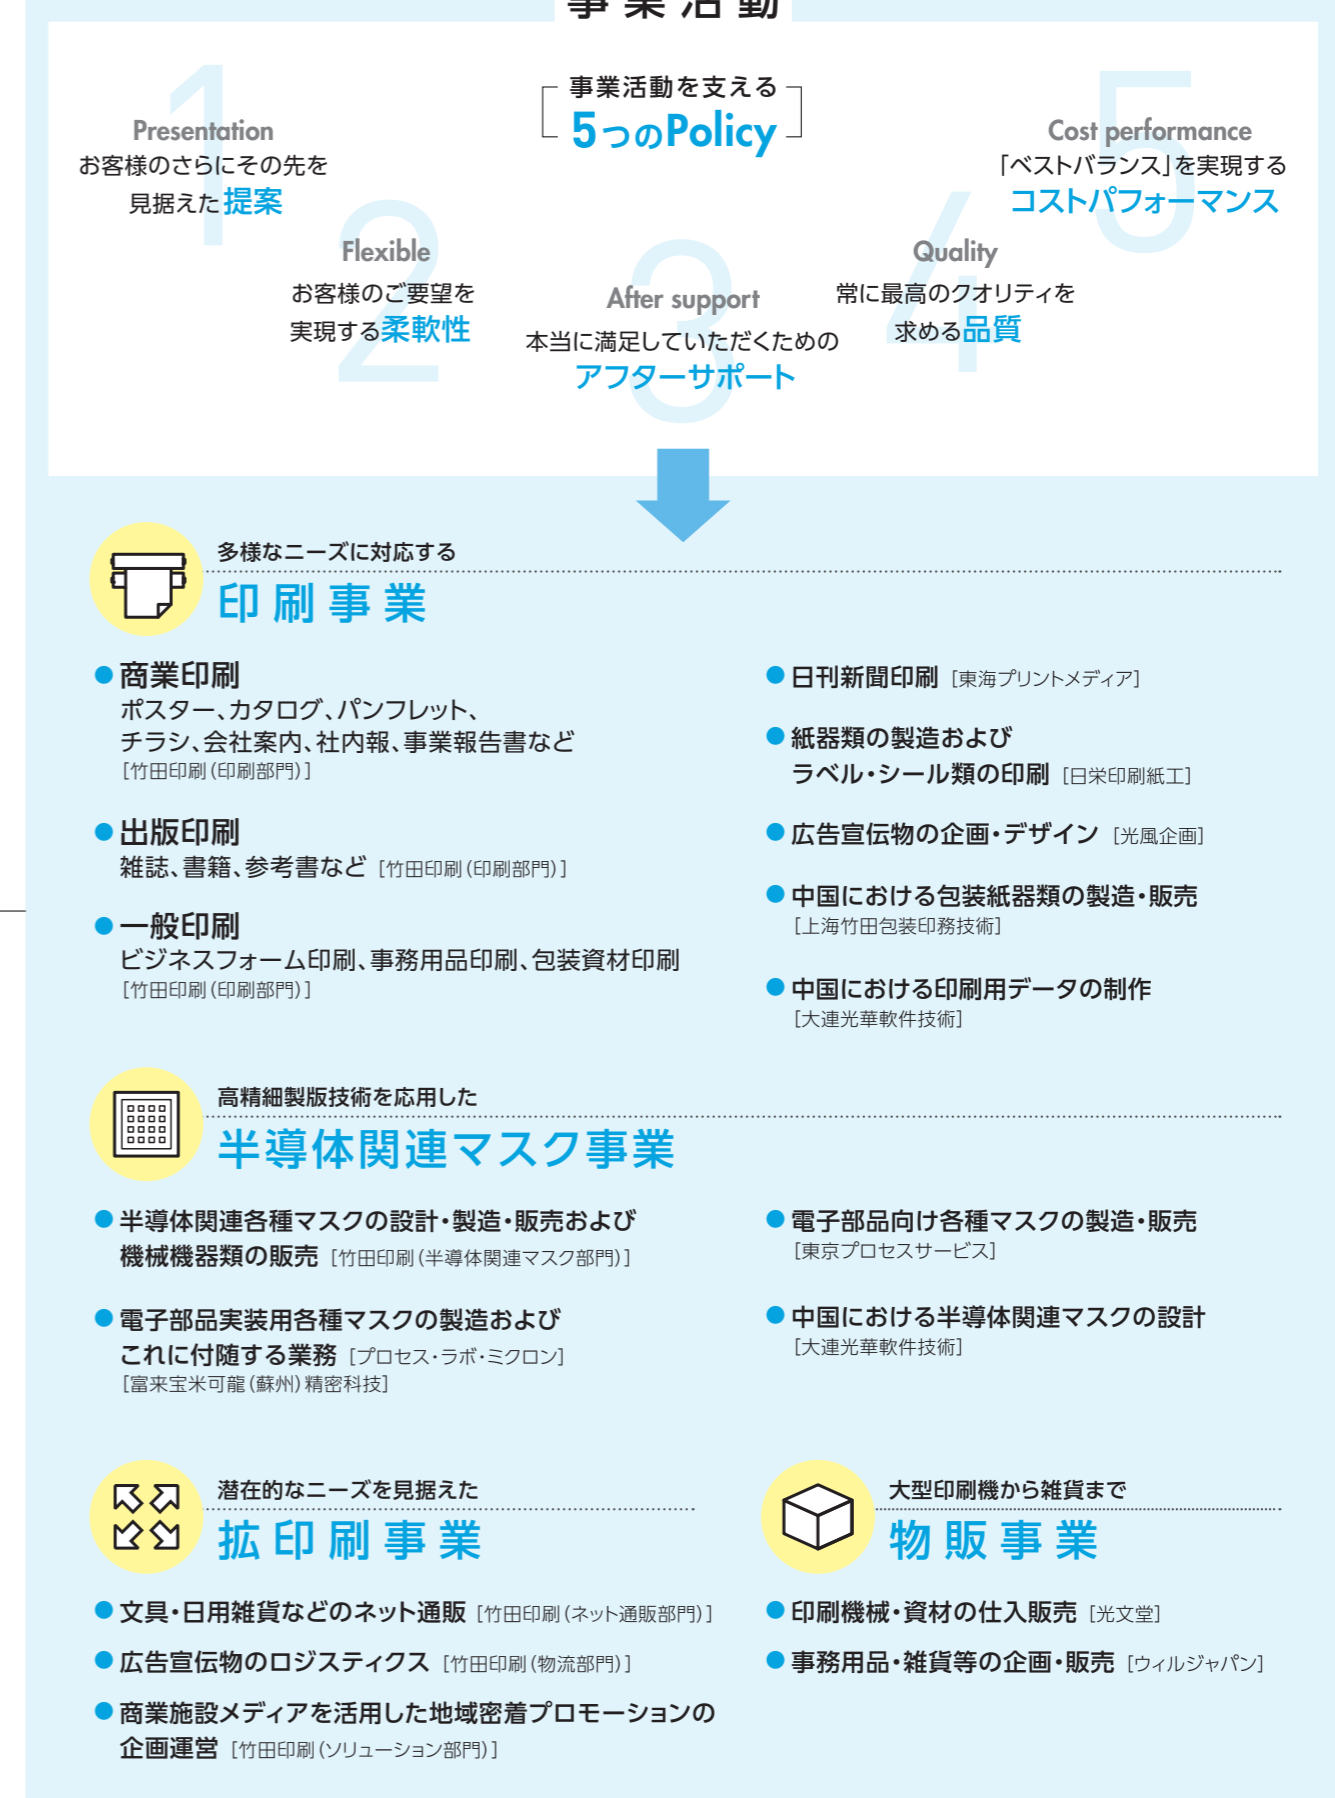 事業活動
事業活動を支える
5つのPolicy
1
Presentation
お客様のさらにその先を
見据えた提案
2
Flexible
お客様のご要望を
実現する柔軟性
3
After support
本当に満足していただくための
アフターサポート
4
Quality
常に最高のクオリティを
求める品質
5
Cost performance
「ベストバランス」を実現する
コストパフォーマンス
多様なニーズに対応する
印刷事業
●商業印刷
ポスター、カタログ、パンフレット、
チラシ、会社案内、社内報、事業報告書など
［竹田印刷（印刷部門）］
●出版印刷
雑誌、書籍、参考書など［竹田印刷（印刷部門）］
●一般印刷
ビジネスフォーム印刷、事務用品印刷、包装資材印刷
［竹田印刷（印刷部門）］
●日刊新聞印刷［東海プリントメディア］
●紙器類の製造および
ラベル・シール類の印刷［日栄印刷紙工］
●広告宣伝物の企画・デザイン［光風企画］
●中国における包装紙器類の製造・販売
［上海竹田包装印務技術］
●中国における印刷用データの制作
［大連光華軟件技術］
高精細製版技術を応用した
半導体関連マスク事業
●半導体関連各種マスクの設計・製造・販売および
機械機器類の販売［竹田印刷（半導体関連マスク部門）］
●電子部品実装用各種マスクの製造および
これに付随する業務［プロセス・ラボ・ミクロン］
［富来宝米可龍（蘇州）精密科技］
●電子部品向け各種マスクの製造・販売
［東京プロセスサービス］
●中国における半導体関連マスクの設計
［大連光華軟件技術］
潜在的なニーズを見据えた
拡印刷事業
●文具・日用雑貨などのネット通販［竹田印刷（ネット通販部門）］
●広告宣伝物のロジスティクス［竹田印刷（物流部門）］
●商業施設メディアを活用した地域密着プロモーションの
企画運営［竹田印刷（ソリューション部門）］
大型印刷機から雑貨まで
物販事業
●印刷機械・資材の仕入販売［光文堂］
●事務用品・雑貨等の企画・販売［ウィルジャパン］